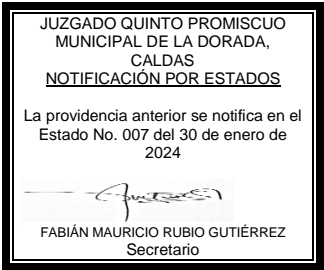 JUZGADO QUINTO PROMISCUO
MUNICIPAL DE LA DORADA,
CALDAS
NOTIFICACIÓN POR ESTADOS
La providencia anterior se notifica en el
Estado No. 007 del 30 de enero de
2024
FABIÁN MAURICIO RUBIO GUTIÉRREZ
Secretario